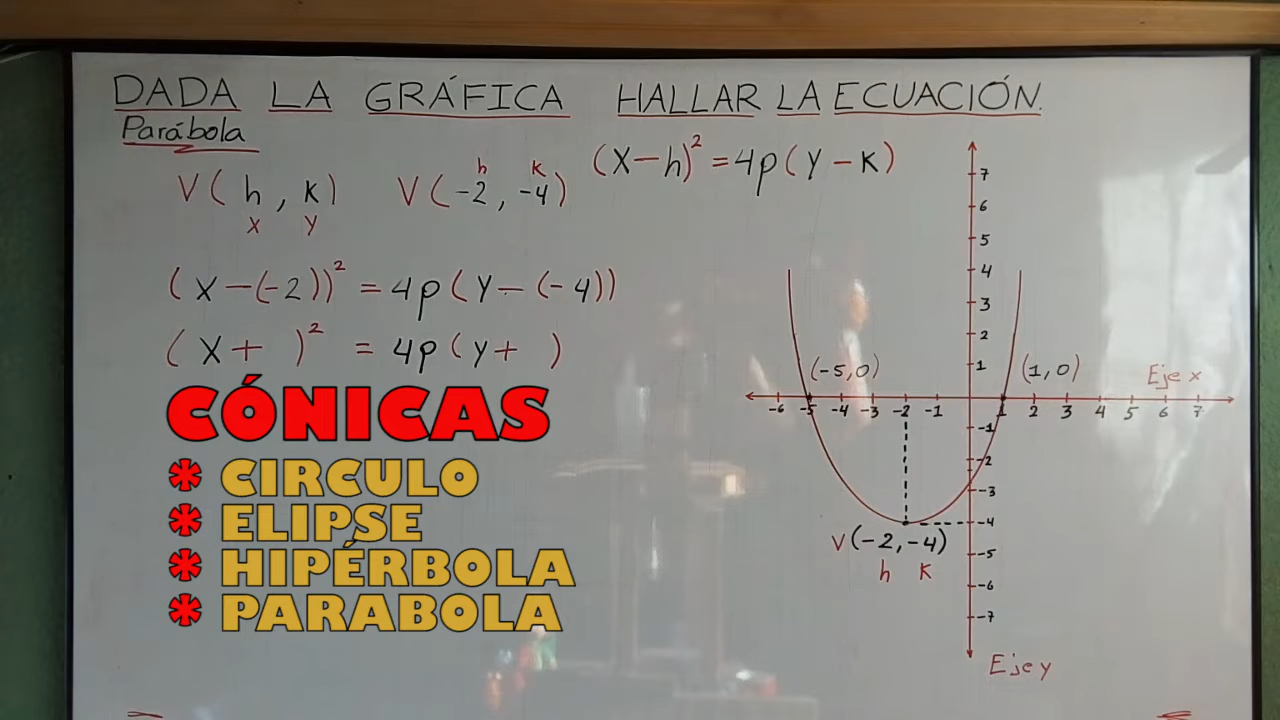 DADA LA GRÁFICA HALLAR LA ECUACIÓN.
Parábola
(X-h)² = 4p(Y-K)
h K
V(h, K) V(-2, -4)
X Y
(X-(-2))² = 4p(Y-(-4))
(X+ )² = 4p(y+ )
CÓNICAS
* CIRCULO
* ELIPSE
* HIPÉRBOLA
* PARABOLA
7
6
5
4
3
2
1
(-5,0) (1,0) Eje x
-6 -5 -4 -3 -2 -1 1 2 3 4 5 6 7
-1
-2
-3
-4
V(-2,-4)
-5
h K
-6
-7
Eje y